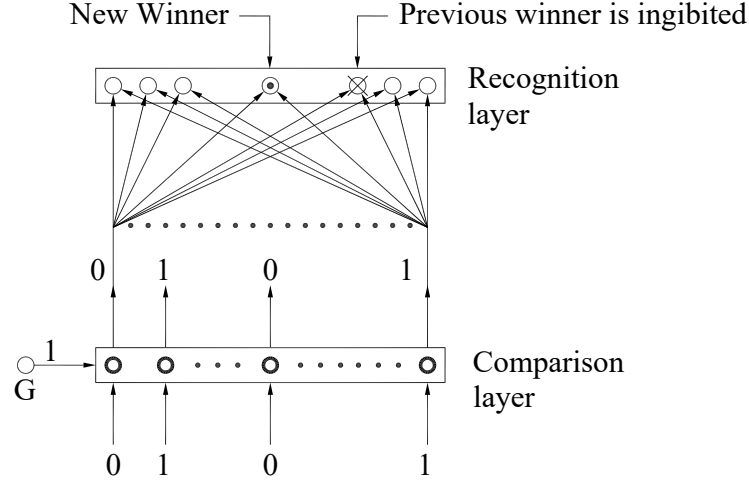 New Winner
Previous winner is ingibited
Recognition
layer
0 1 0 1
1
G
Comparison
layer
0 1 0 1